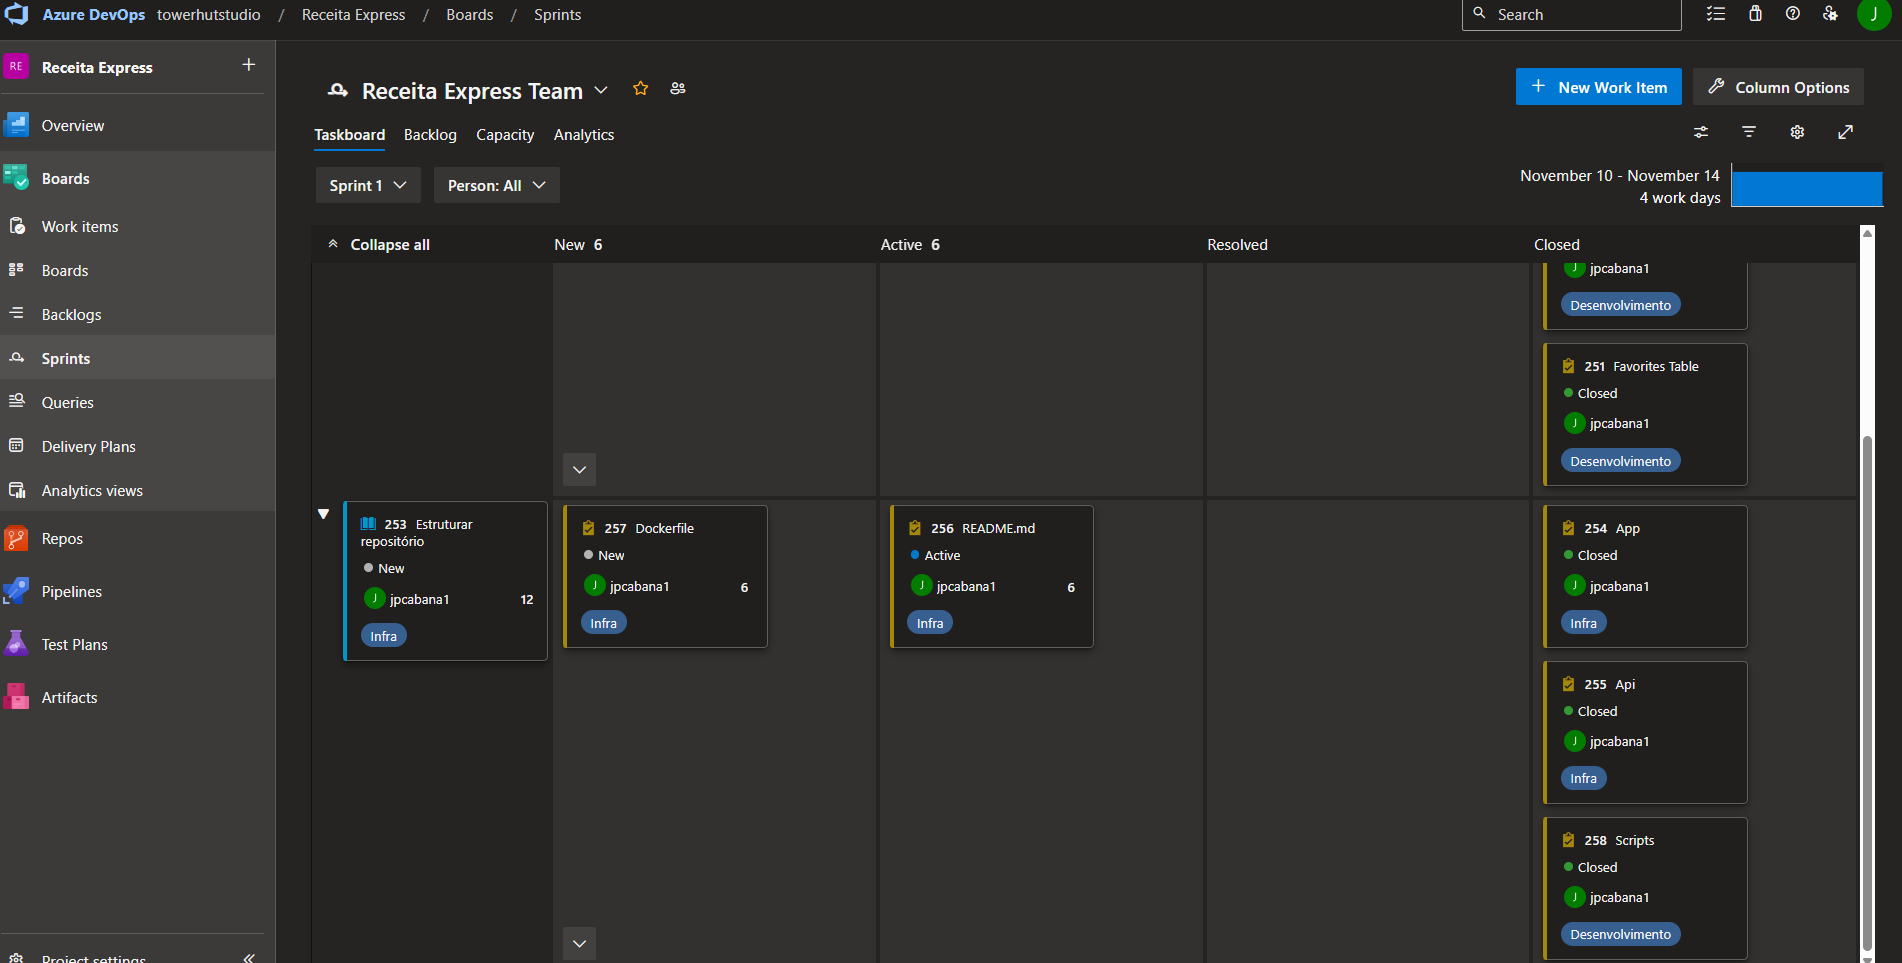 Azure DevOps towerhutstudio / Receita Express / Boards / Sprints
Search
J
RE Receita Express
Overview
Boards
Work items
Boards
Backlogs
Sprints
Queries
Delivery Plans
Analytics views
Repos
Pipelines
Test Plans
Artifacts
Project settings
Receita Express Team
New Work Item
Column Options
Taskboard Backlog Capacity Analytics
Sprint 1
Person: All
November 10 - November 14
4 work days
Collapse all
New 6
Active 6
Resolved
Closed
J jpcabana1
Desenvolvimento
251 Favorites Table
Closed
J jpcabana1
Desenvolvimento
253 Estruturar
repositório
New
J jpcabana1 12
Infra
257 Dockerfile
New
J jpcabana1 6
Infra
256 README.md
Active
J jpcabana1 6
Infra
254 App
Closed
J jpcabana1
Infra
255 Api
Closed
J jpcabana1
Infra
258 Scripts
Closed
J jpcabana1
Desenvolvimento